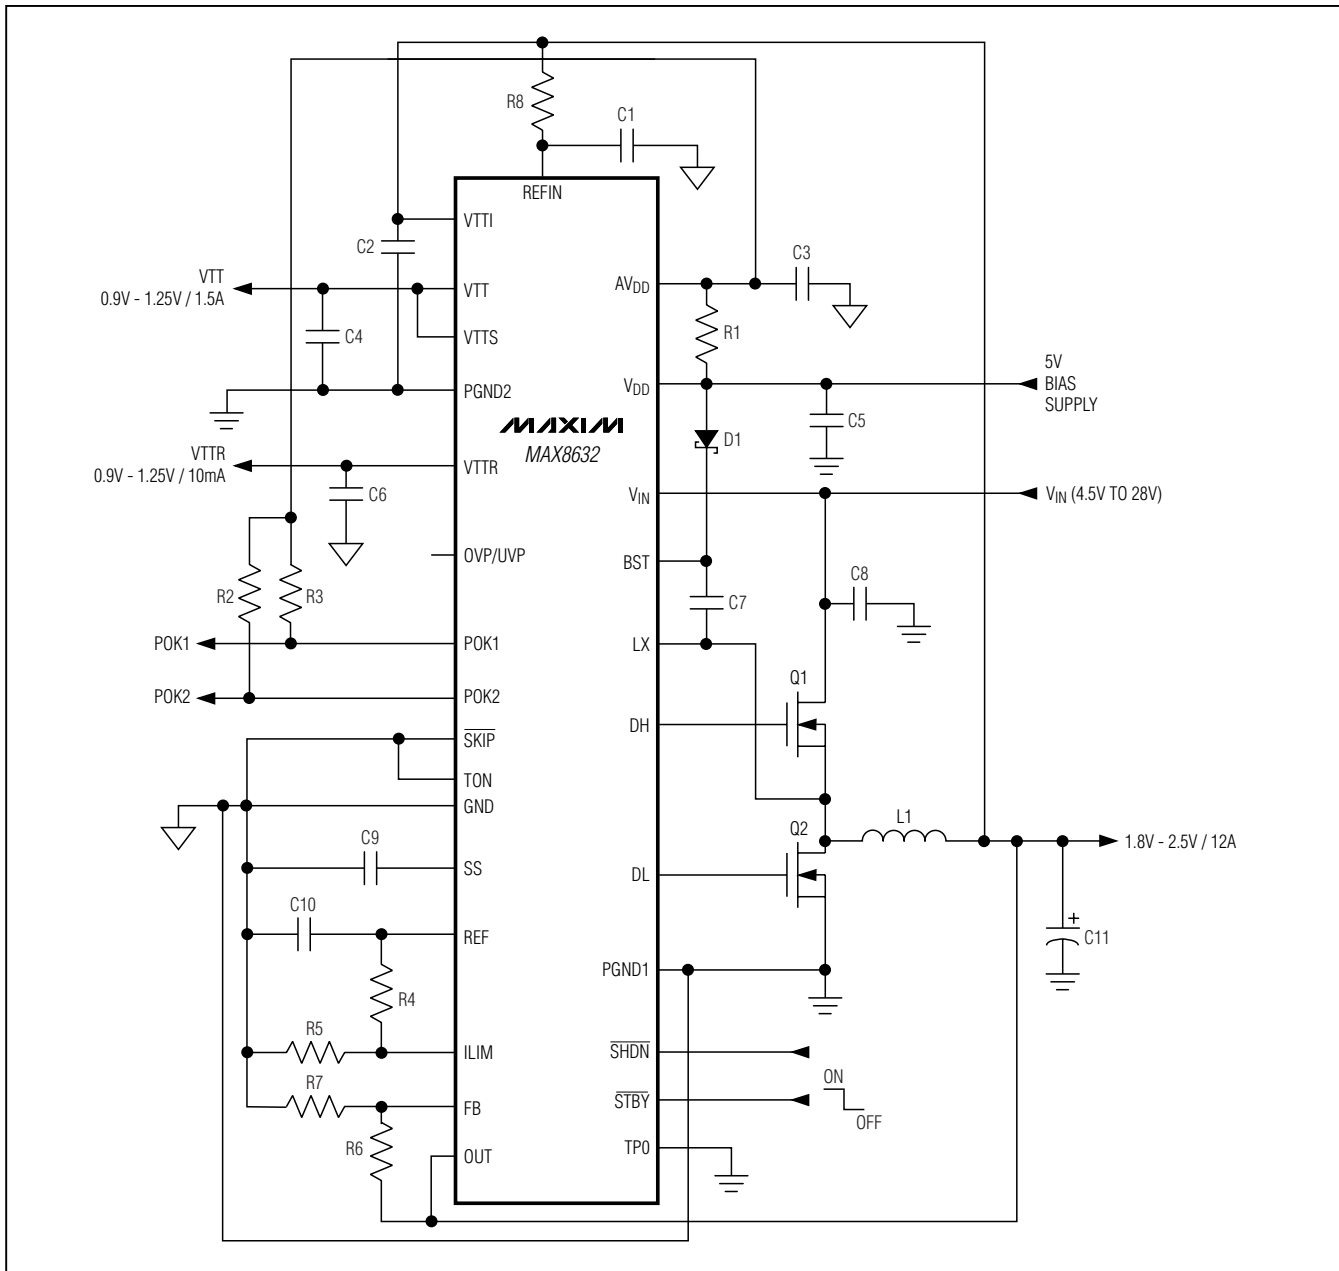 R8
C1
REFIN
VTTI
C2
C3
VTT
0.9V - 1.25V / 1.5A
VTT
AVDD
R1
C4
VTTS
5V
BIAS
SUPPLY
PGND2
VDD
C5
MAXIM
MAX8632
D1
VTTR
0.9V - 1.25V / 10mA
VTTR
C6
VIN
VIN (4.5V TO 28V)
OVP/UVP
BST
C8
R2
R3
C7
POK1
POK1
LX
Q1
POK2
POK2
DH
SKIP
TON
GND
L1
Q2
1.8V - 2.5V / 12A
C9
SS
DL
C10
REF
C11
+
PGND1
R4
R5
ILIM
SHDN
R7
ON
FB
STBY
OFF
R6
OUT
TP0